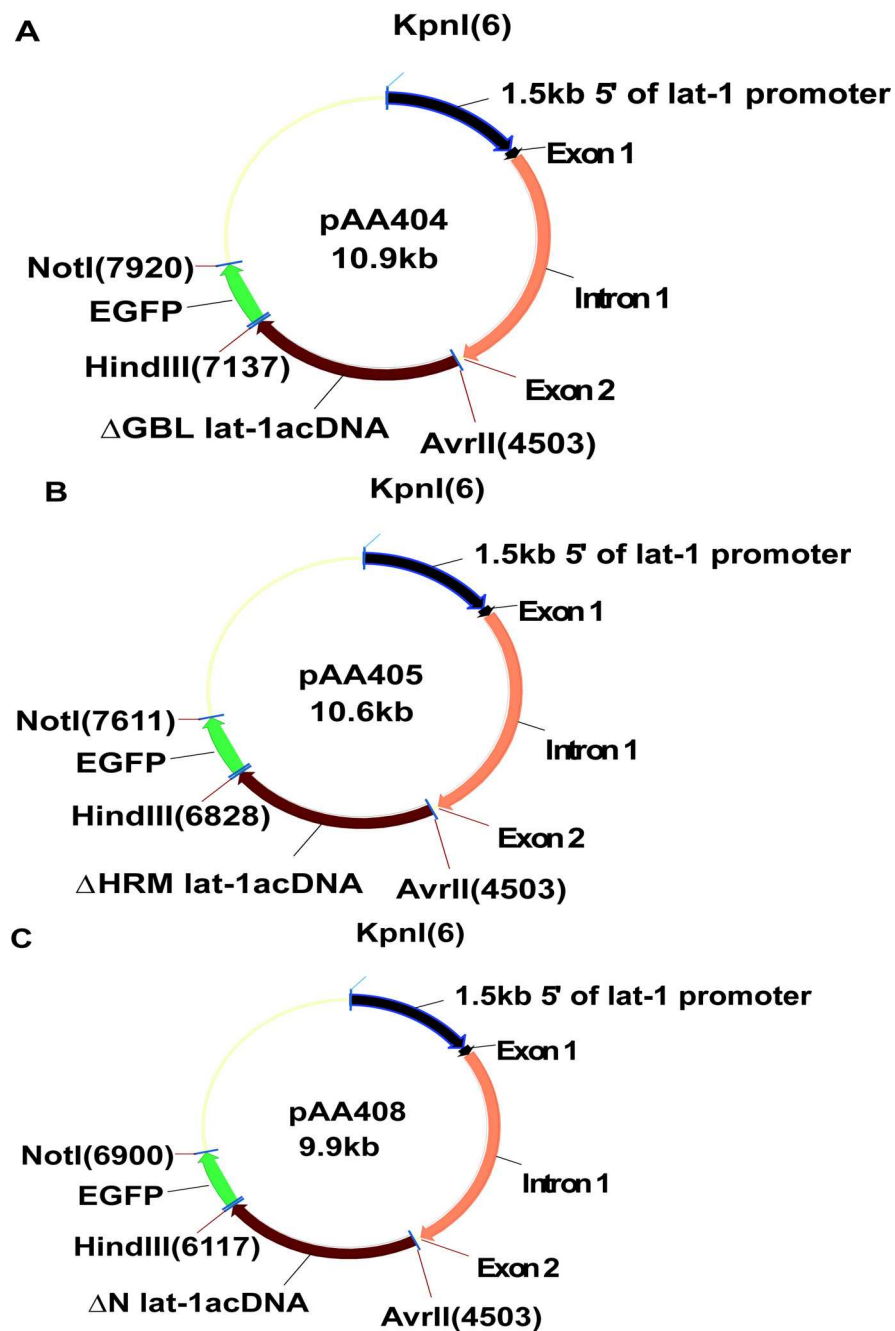 A
KpnI(6)
1.5kb 5' of lat-1 promoter
Exon 1
pAA404
10.9kb
NotI(7920)
Intron 1
EGFP
HindIII(7137)
Exon 2
ΔGBL lat-1acDNA
AvrII(4503)
B
KpnI(6)
1.5kb 5' of lat-1 promoter
Exon 1
pAA405
10.6kb
NotI(7611)
Intron 1
EGFP
HindIII(6828)
Exon 2
ΔHRM lat-1acDNA
AvrII(4503)
C
KpnI(6)
1.5kb 5' of lat-1 promoter
Exon 1
pAA408
9.9kb
NotI(6900)
Intron 1
EGFP
HindIII(6117)
Exon 2
ΔN lat-1acDNA
AvrII(4503)